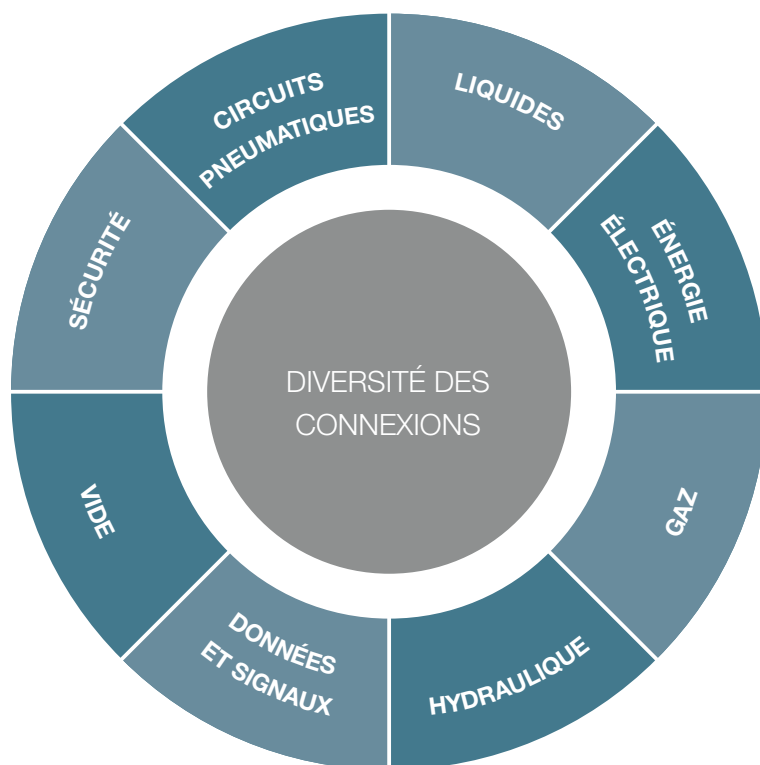 CIRCUITS
PNEUMATIQUES
LIQUIDES
ÉNERGIE
ÉLECTRIQUE
GAZ
HYDRAULIQUE
DONNÉES
ET SIGNAUX
VIDE
SÉCURITÉ
DIVERSITÉ DES
CONNEXIONS